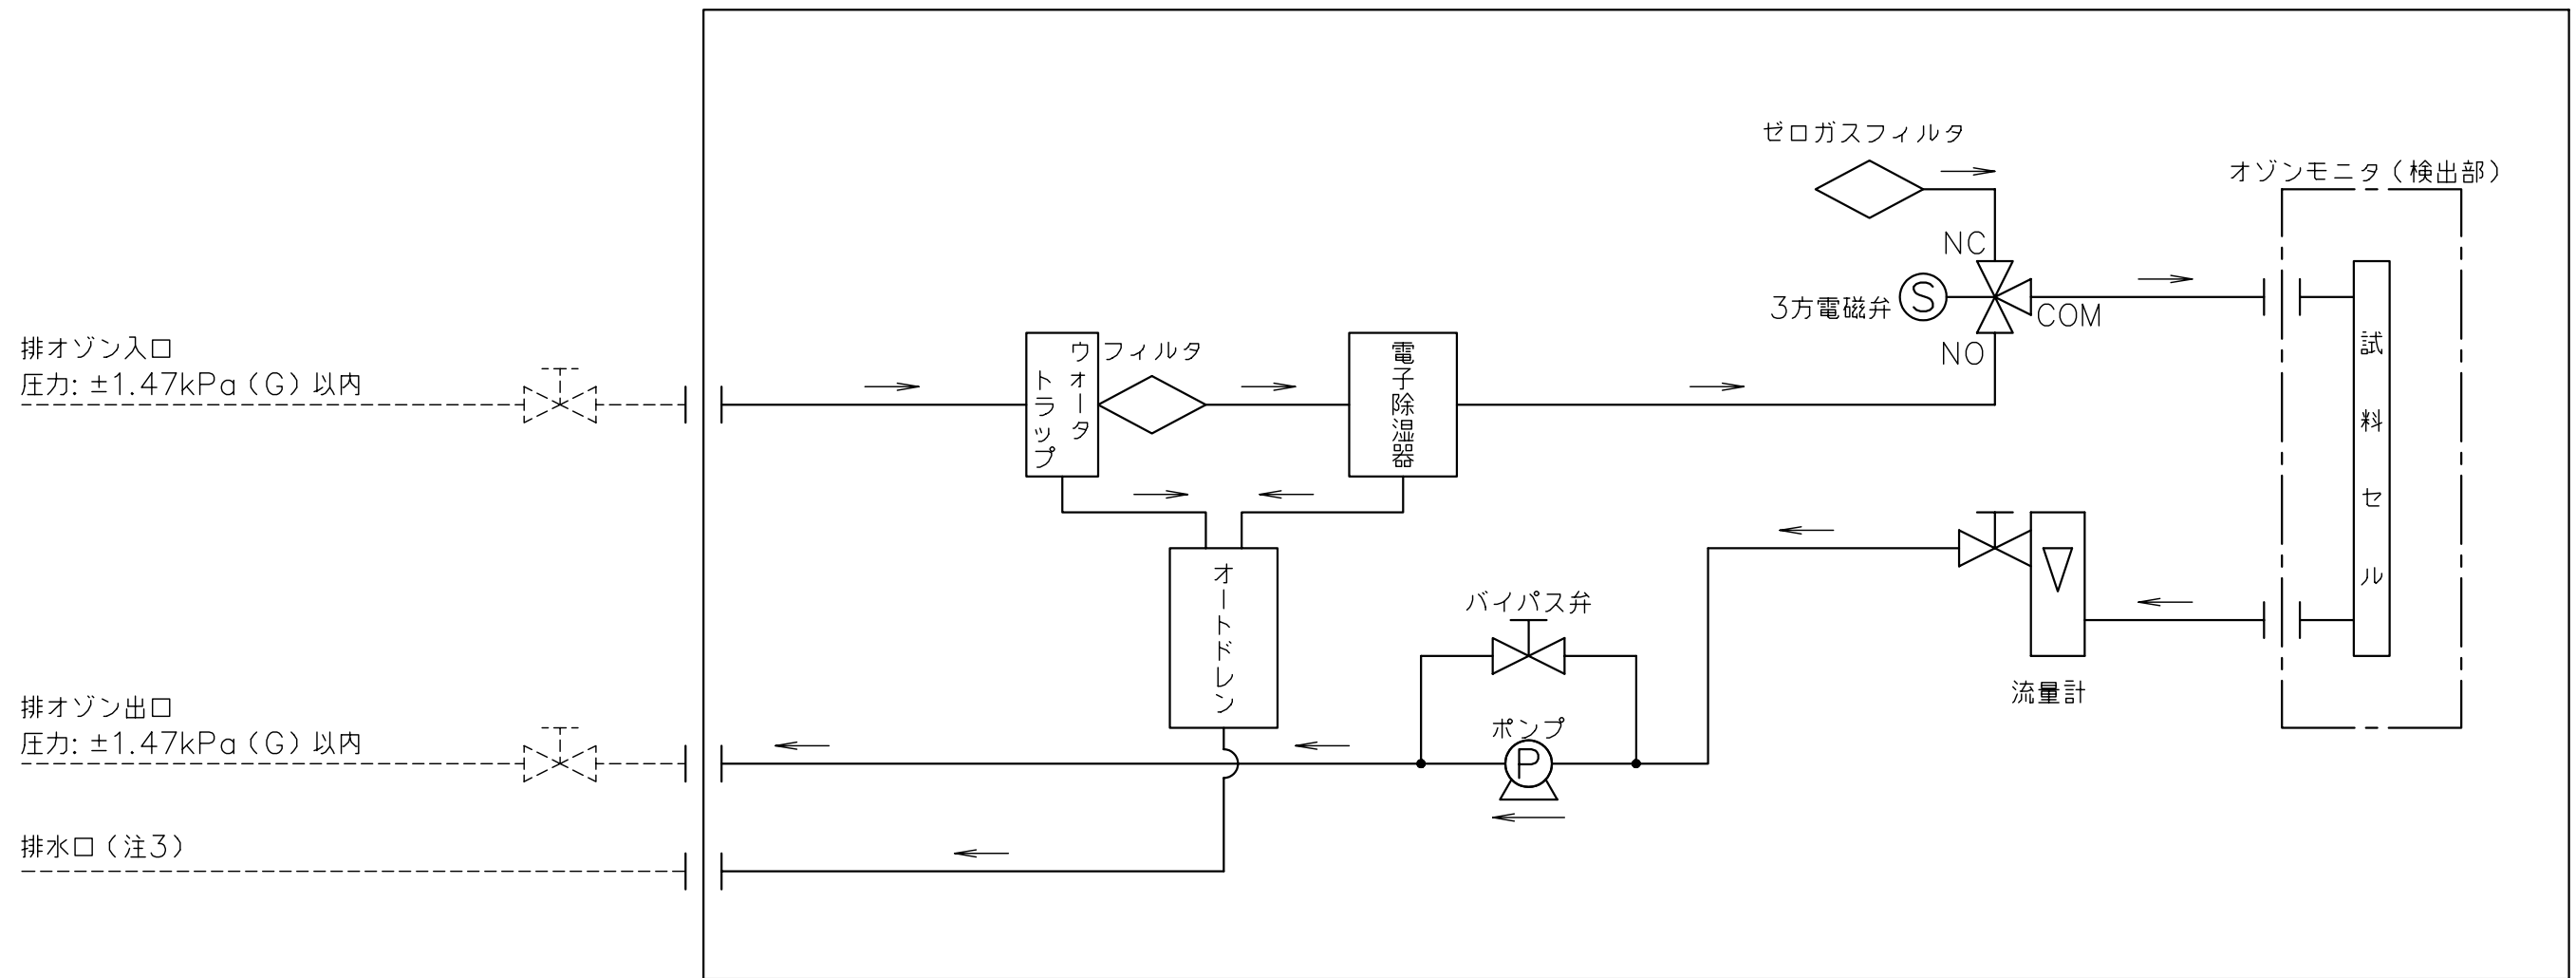 ゼロガスフィルタ
オゾンモニタ(検出部)
NC
3方電磁弁
S
COM
NO
排オゾン入口
圧力:±1.47kPa(G)以内
ウオータ
トラップ
フィルタ
電子除湿器
試料セル
オートドレン
バイパス弁
流量計
排オゾン出口
圧力:±1.47kPa(G)以内
ポンプ
P
排水口(注3)